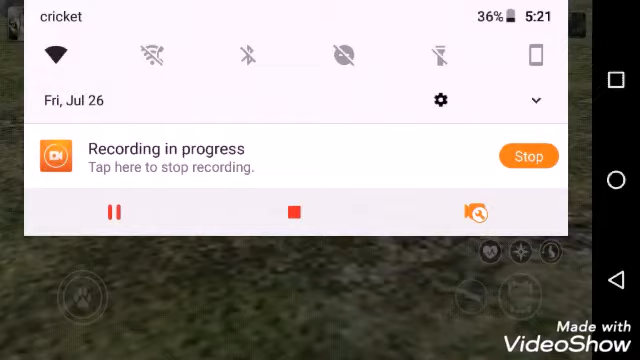 cricket
36%
5:21
Fri, Jul 26
Recording in progress
Tap here to stop recording.
Stop
Made with
VideoShow